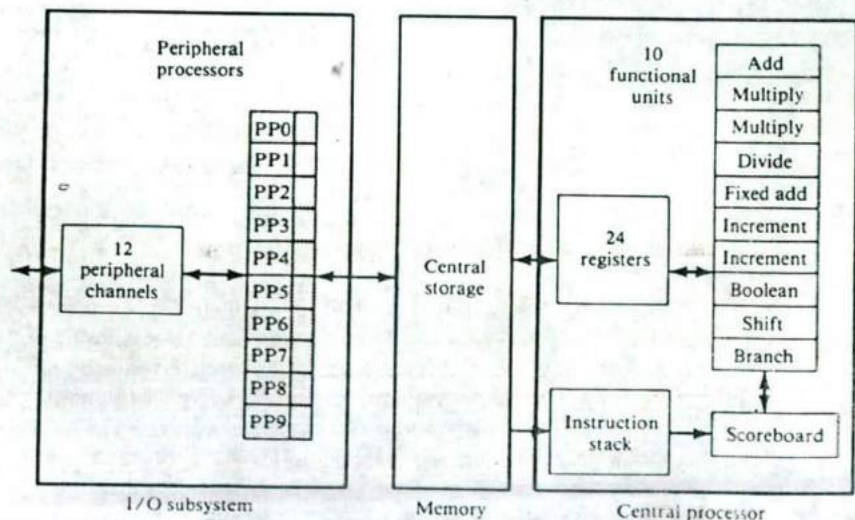 Peripheral
processors
PP0
PP1
PP2
PP3
PP4
PP5
PP6
PP7
PP8
PP9
12
peripheral
channels
I/O subsystem
Central
storage
Memory
10
functional
units
Add
Multiply
Multiply
Divide
Fixed add
Increment
Increment
Boolean
Shift
Branch
24
registers
Instruction
stack
Scoreboard
Central processor